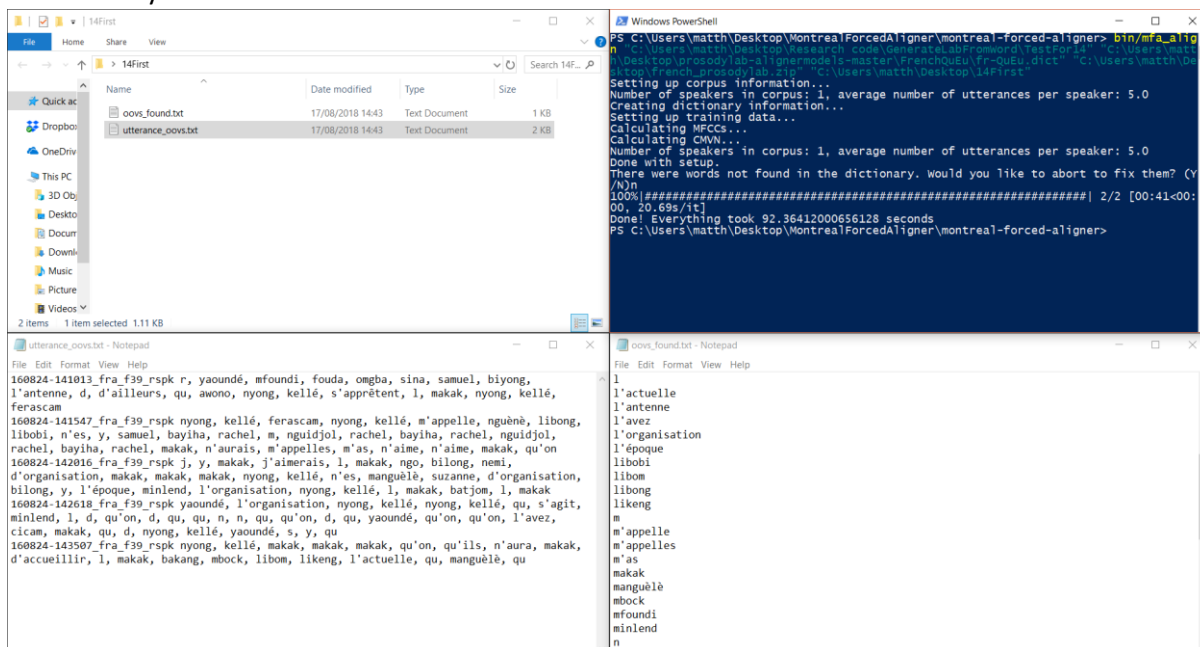 14First
File Home Share View
> 14First
Search 14F...
Name Date modified Type Size
Quick ac
Dropbo
OneDriv
This PC
3D Obj
Deskto
Docum
Downl
Music
Picture
Videos
oovs_found.txt 17/08/2018 14:43 Text Document 1 KB
utterance_oovs.txt 17/08/2018 14:43 Text Document 2 KB
2 items 1 item selected 1.11 KB
Windows PowerShell
PS C:\Users\matth\Desktop\MontrealForcedAligner\montreal-forced-aligner> bin/mfa_alig
n "C:\Users\matth\Desktop\Research code\GenerateLabFromWord\TestFor14" "C:\Users\matt
h\Desktop\prosodylab-alignermodels-master\FrenchQuEu\fr-QuEu.dict" "C:\Users\matth\De
sktop\french_prosodylab.zip" "C:\Users\matth\Desktop\14First"
Setting up corpus information...
Number of speakers in corpus: 1, average number of utterances per speaker: 5.0
Creating dictionary information...
Setting up training data...
Calculating MFCCs...
Calculating CMVN...
Number of speakers in corpus: 1, average number of utterances per speaker: 5.0
Done with setup.
There were words not found in the dictionary. Would you like to abort to fix them? (Y
/N)n
100%|################################################################| 2/2 [00:41<00:
00, 20.69s/it]
Done! Everything took 92.36412000656128 seconds
PS C:\Users\matth\Desktop\MontrealForcedAligner\montreal-forced-aligner>
utterance_oovs.txt - Notepad
File Edit Format View Help
160824-141013_fra_f39_rspk r, yaoundé, mfoundi, fouda, omgba, sina, samuel, biyong,
l'antenne, d, d'ailleurs, qu, awono, nyong, kellé, s'apprêtent, l, makak, nyong, kellé,
ferascam
160824-141547_fra_f39_rspk nyong, kellé, ferascam, nyong, kellé, m'appelle, nguènè, libong,
libobi, n'es, y, samuel, bayiha, rachel, m, nguidjol, rachel, bayiha, rachel, nguidjol,
rachel, bayiha, rachel, makak, n'aurais, m'appelles, m'as, n'aime, n'aime, makak, qu'on
160824-142016_fra_f39_rspk j, y, makak, j'aimerais, l, makak, ngo, bilong, nemi,
d'organisation, makak, makak, makak, nyong, kellé, n'es, manguèlè, suzanne, d'organisation,
bilong, y, l'époque, minlend, l'organisation, nyong, kellé, l, makak, batjom, l, makak
160824-142618_fra_f39_rspk yaoundé, l'organisation, nyong, kellé, nyong, kellé, qu, s'agit,
minlend, l, d, qu'on, d, qu, qu, n, n, qu, qu'on, d, qu, yaoundé, qu'on, qu'on, l'avez,
cicam, makak, qu, d, nyong, kellé, yaoundé, s, y, qu
160824-143507_fra_f39_rspk nyong, kellé, makak, makak, makak, qu'on, qu'ils, n'aura, makak,
d'accueillir, l, makak, bakang, mbock, libom, likeng, l'actuelle, qu, manguèlè, qu
oovs_found.txt - Notepad
File Edit Format View Help
l
l'actuelle
l'antenne
l'avez
l'organisation
l'époque
libobi
libom
libong
likeng
m
m'appelle
m'appelles
m'as
makak
manguèlè
mbock
mfoundi
minlend
n